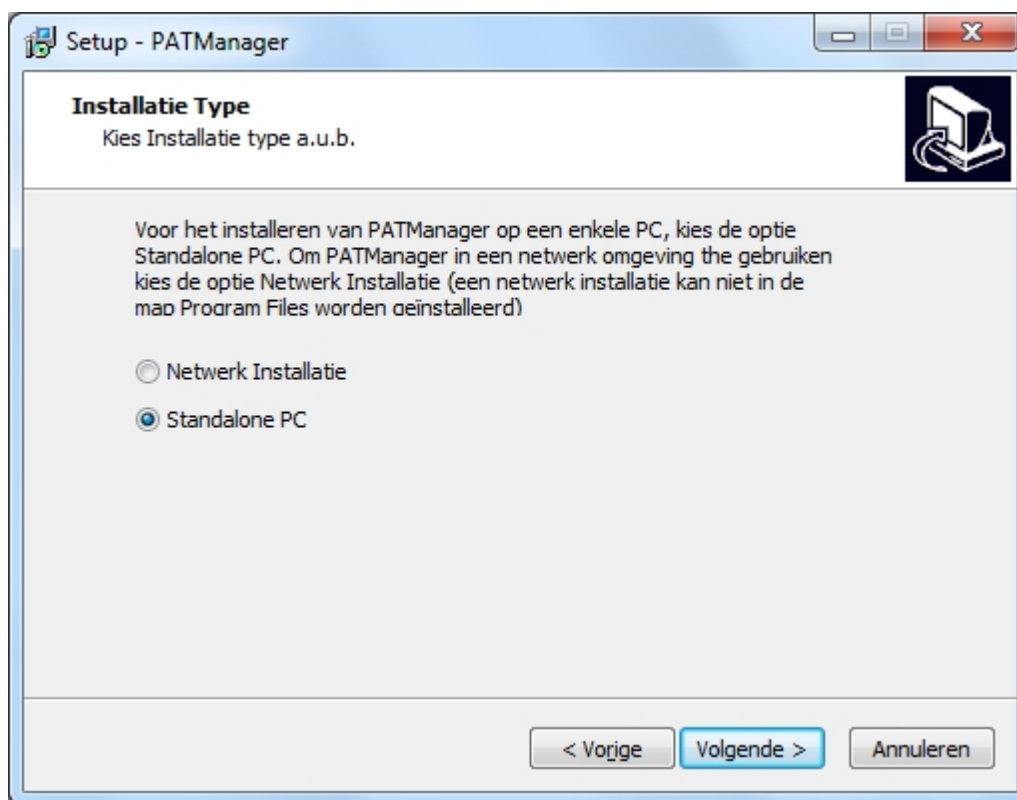 Setup - PATManager
Installatie Type
Kies Installatie type a.u.b.
Voor het installeren van PATManager op een enkele PC, kies de optie
Standalone PC. Om PATManager in een netwerk omgeving the gebruiken
kies de optie Netwerk Installatie (een netwerk installatie kan niet in de
map Program Files worden geïnstalleerd)
Netwerk Installatie
Standalone PC
< Vorige
Volgende >
Annuleren